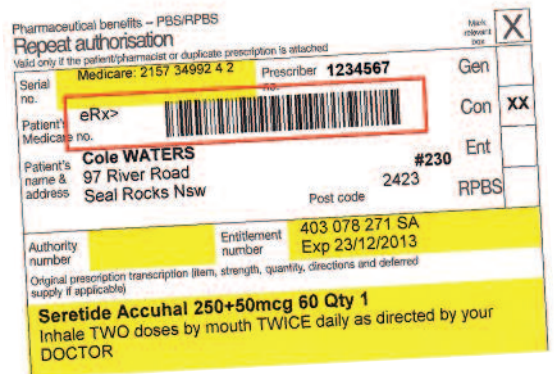 Pharmaceutical benefits – PBS/RPBS
Repeat authorisation
Valid only if the patient/pharmacist or duplicate prescription is attached
Mark relevant box
X
Serial no.
Medicare: 2157 34992 4 2
Prescriber no.
1234567
Gen
Patient's Medicare no.
eRx>
Con
XX
Patient's name & address
Cole WATERS
#230
Ent
97 River Road
Seal Rocks Nsw
Post code
2423
RPBS
Authority number
Entitlement number
403 078 271 SA
Exp 23/12/2013
Original prescription transcription (item, strength, quantity, directions and deferred
supply if applicable)
Seretide Accuhal 250+50mcg 60 Qty 1
Inhale TWO doses by mouth TWICE daily as directed by your
DOCTOR